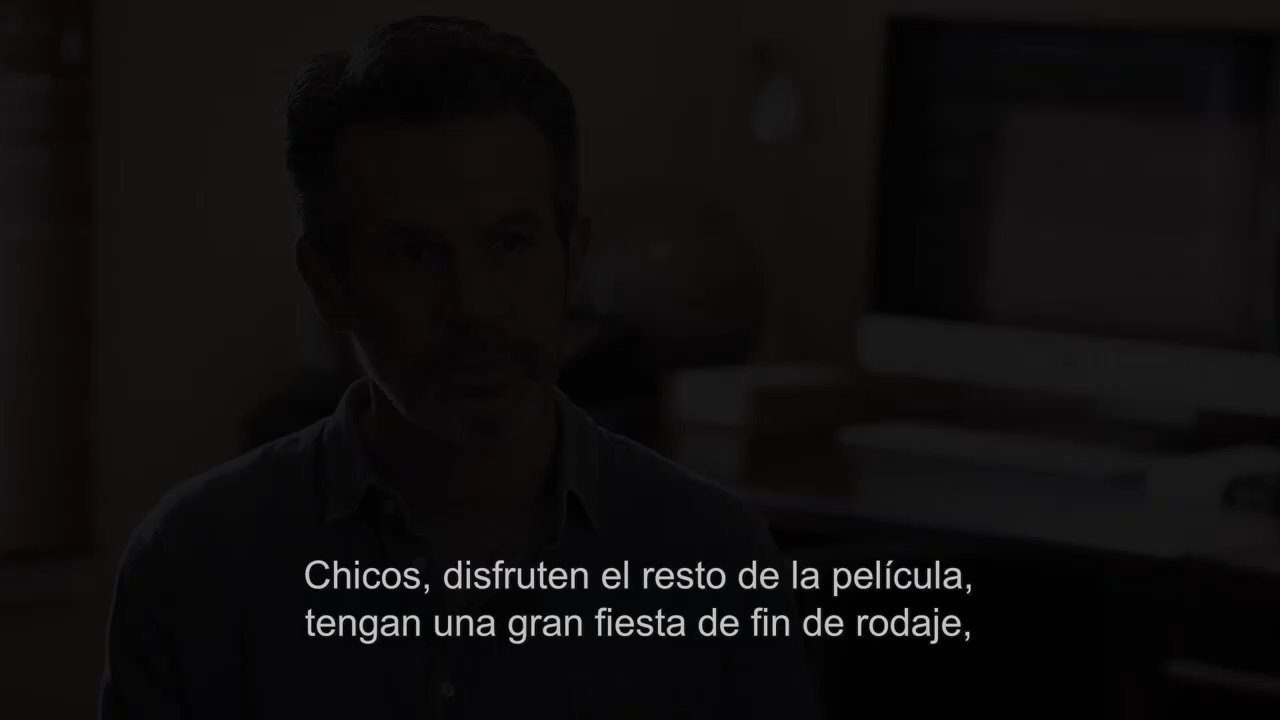 Chicos, disfruten el resto de la película,
tengan una gran fiesta de fin de rodaje,